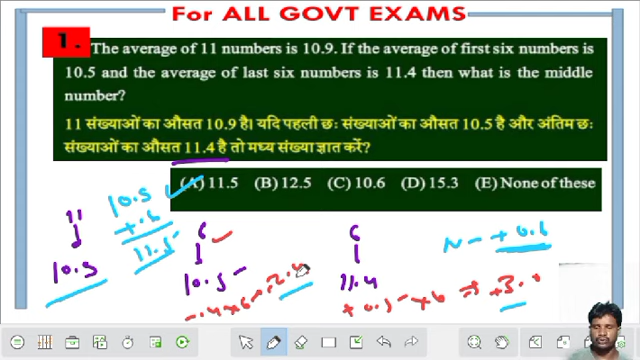 For ALL GOVT EXAMS
1. The average of 11 numbers is 10.9. If the average of first six numbers is
10.5 and the average of last six numbers is 11.4 then what is the middle
number?
11 संख्याओं का औसत 10.9 है। यदि पहली छः संख्याओं का औसत 10.5 है और अंतिम छः
संख्याओं का औसत 11.4 है तो मध्य संख्या ज्ञात करें?
(A) 11.5 (B) 12.5 (C) 10.6 (D) 15.3 (E) None of these
11
10.5
+.6
11.5
6
10.5
6
11.4
+0.6